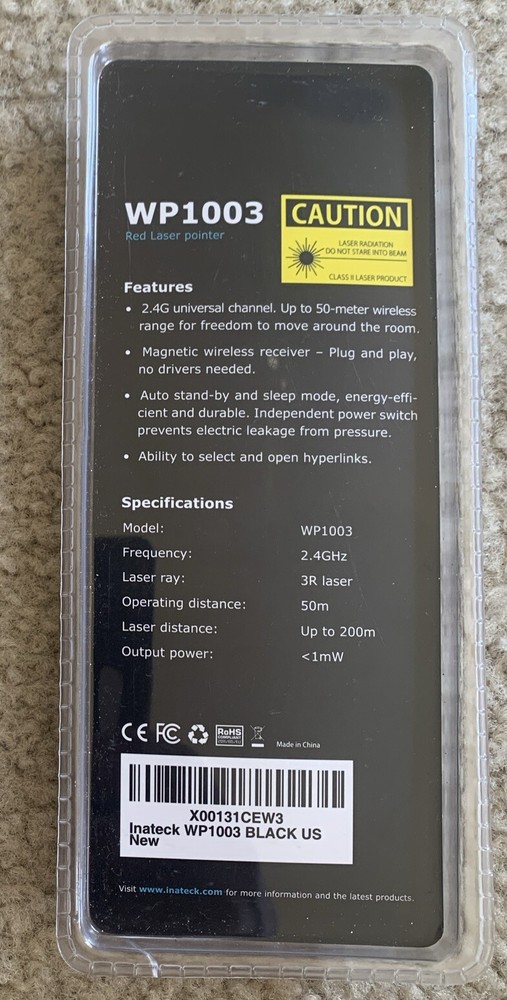 WP1003
Red Laser pointer
CAUTION
LASER RADIATION
DO NOT STARE INTO BEAM
CLASS II LASER PRODUCT
Features
• 2.4G universal channel. Up to 50-meter wireless
range for freedom to move around the room.
• Magnetic wireless receiver – Plug and play,
no drivers needed.
• Auto stand-by and sleep mode, energy-effi-
cient and durable. Independent power switch
prevents electric leakage from pressure.
• Ability to select and open hyperlinks.
Specifications
Model: WP1003
Frequency: 2.4GHz
Laser ray: 3R laser
Operating distance: 50m
Laser distance: Up to 200m
Output power: <1mW
CE FC RoHS
COMPLIANT
Made in China
X00131CEW3
Inateck WP1003 BLACK US
New
Visit www.inateck.com for more information and the latest products.